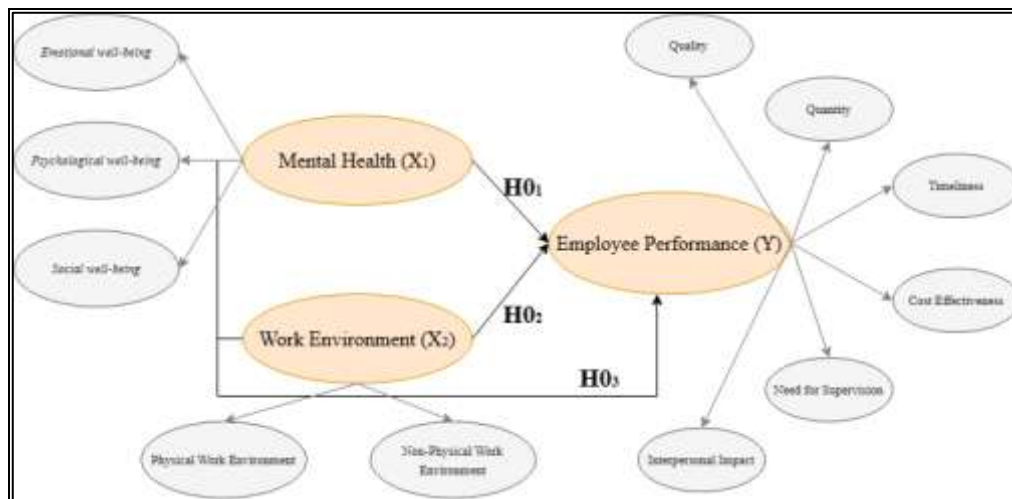 Emotional well-being
Quality
Quantity
Psychological well-being
Mental Health (X1)
H01
Timeliness
Employee Performance (Y)
Social well-being
Cost Effectiveness
H02
Work Environment (X2)
H03
Need for Supervision
Physical Work Environment
Non-Physical Work
Environment
Interpersonal Impact